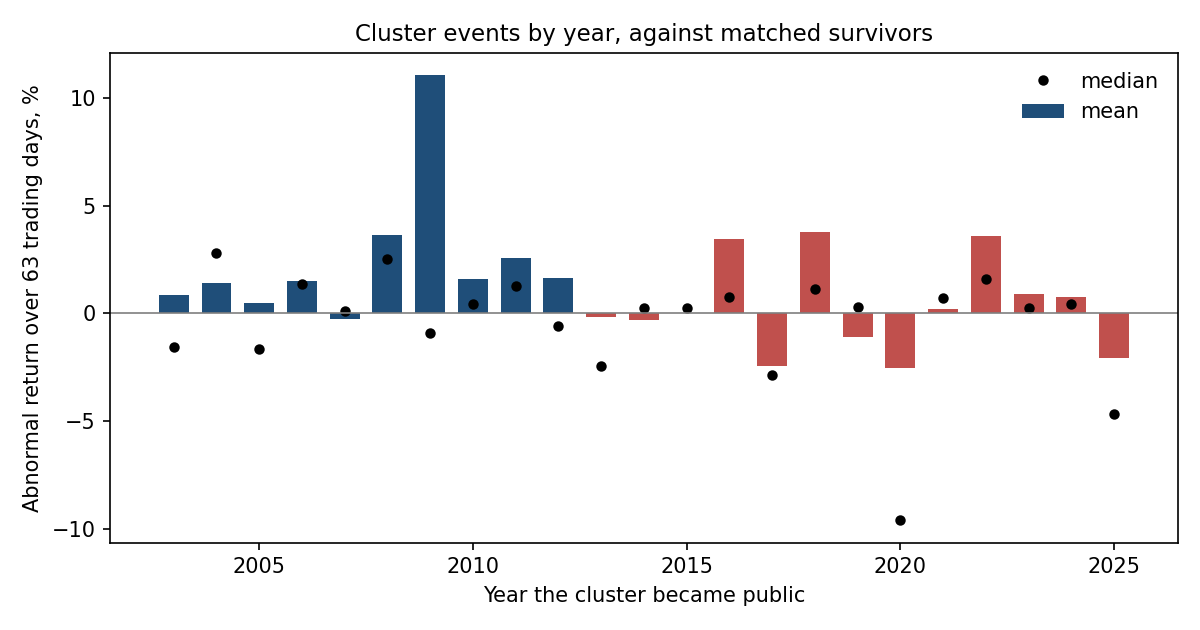 Cluster events by year, against matched survivors
Abnormal return over 63 trading days, %
10
5
0
−5
−10
median
mean
2005
2010
2015
2020
2025
Year the cluster became public